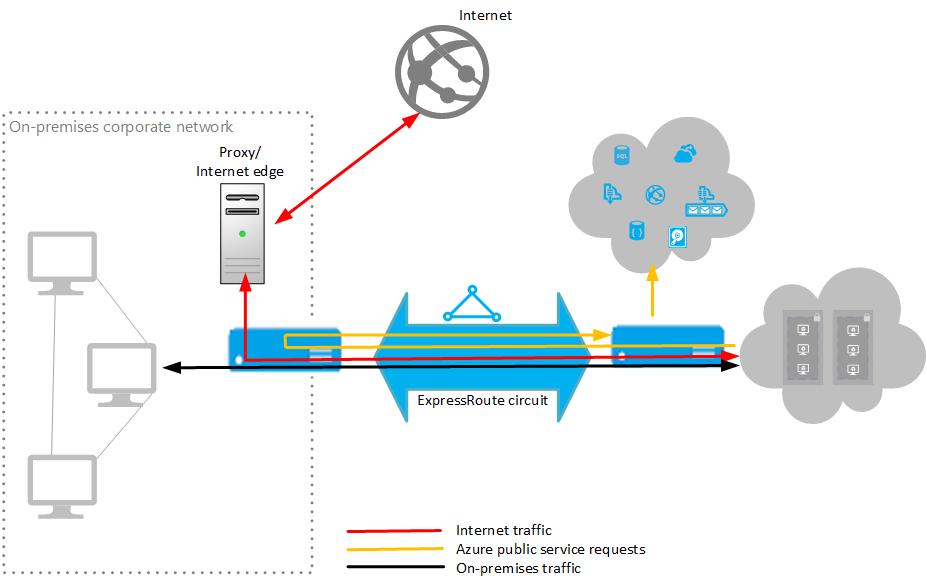 Internet
On-premises corporate network
Proxy/
Internet edge
SQL
ExpressRoute circuit
Internet traffic
Azure public service requests
On-premises traffic